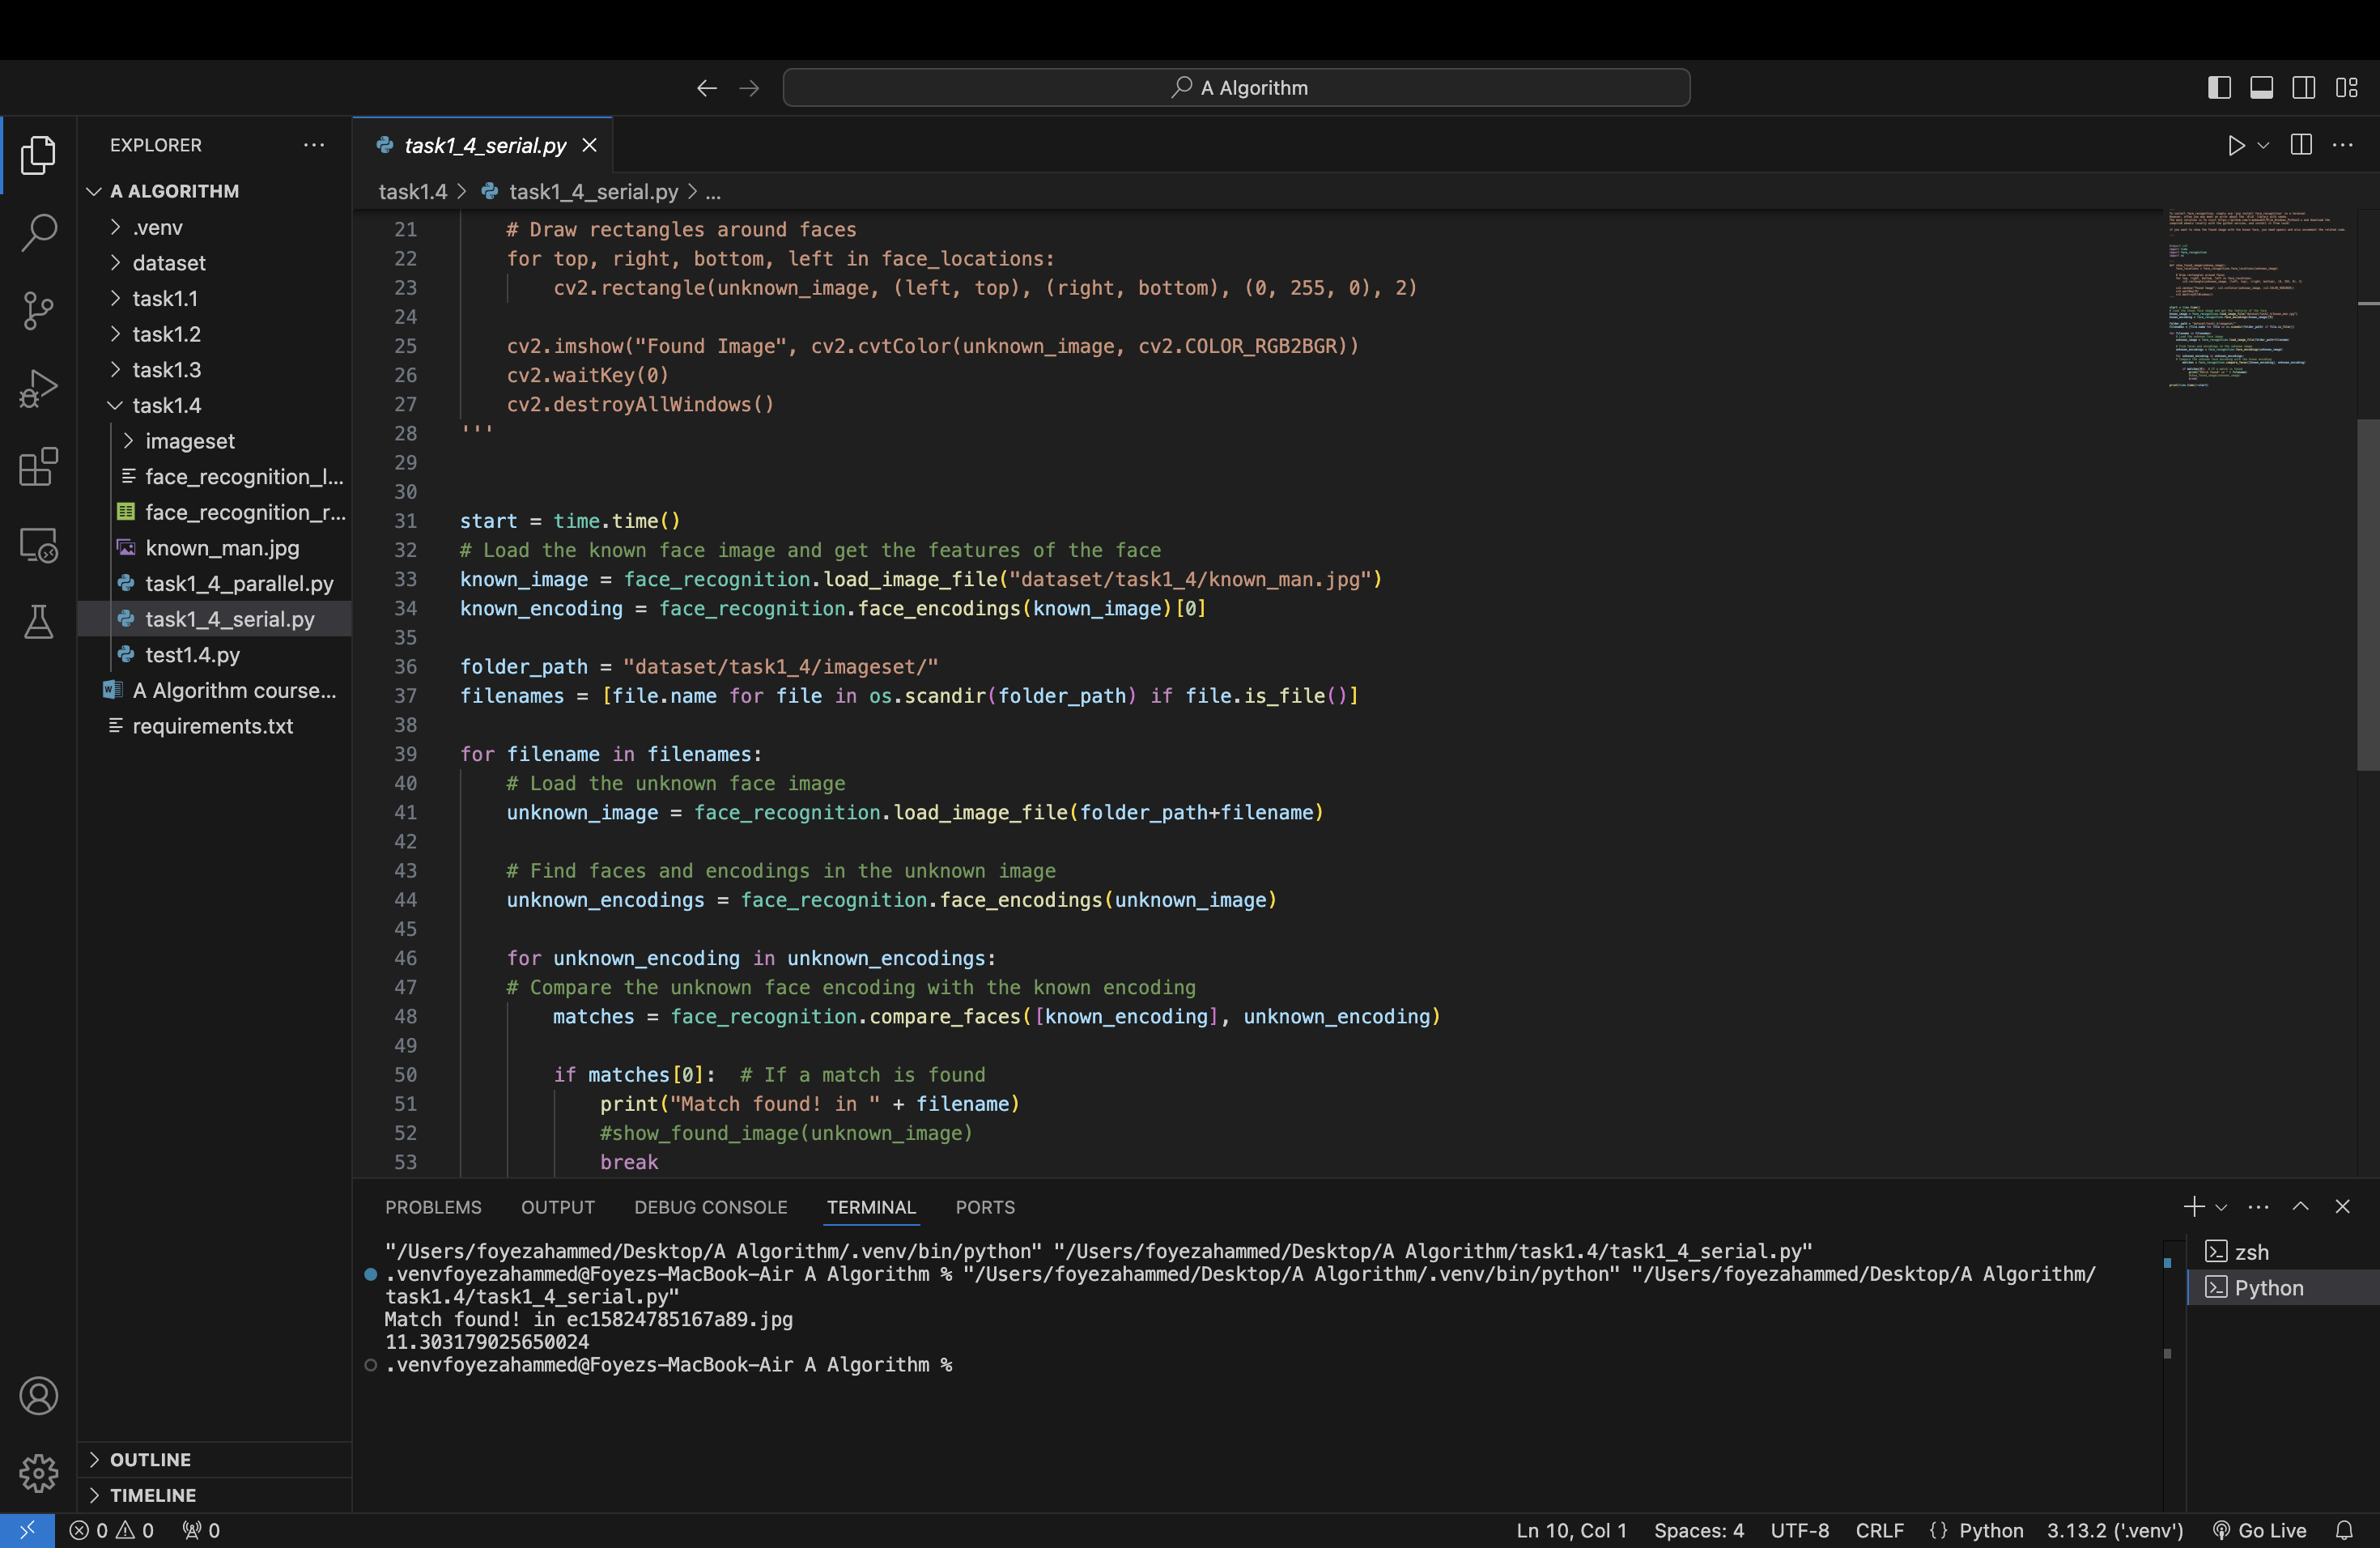 A Algorithm
EXPLORER
A ALGORITHM
.venv
dataset
task1.1
task1.2
task1.3
task1.4
imageset
face_recognition_l...
face_recognition_r...
known_man.jpg
task1_4_parallel.py
task1_4_serial.py
test1.4.py
A Algorithm course...
requirements.txt
OUTLINE
TIMELINE
task1_4_serial.py
task1.4 > task1_4_serial.py > ...
21 # Draw rectangles around faces
22 for top, right, bottom, left in face_locations:
23 cv2.rectangle(unknown_image, (left, top), (right, bottom), (0, 255, 0), 2)
24
25 cv2.imshow("Found Image", cv2.cvtColor(unknown_image, cv2.COLOR_RGB2BGR))
26 cv2.waitKey(0)
27 cv2.destroyAllWindows()
28 '''
29
30
31 start = time.time()
32 # Load the known face image and get the features of the face
33 known_image = face_recognition.load_image_file("dataset/task1_4/known_man.jpg")
34 known_encoding = face_recognition.face_encodings(known_image)[0]
35
36 folder_path = "dataset/task1_4/imageset/"
37 filenames = [file.name for file in os.scandir(folder_path) if file.is_file()]
38
39 for filename in filenames:
40 # Load the unknown face image
41 unknown_image = face_recognition.load_image_file(folder_path+filename)
42
43 # Find faces and encodings in the unknown image
44 unknown_encodings = face_recognition.face_encodings(unknown_image)
45
46 for unknown_encoding in unknown_encodings:
47 # Compare the unknown face encoding with the known encoding
48 matches = face_recognition.compare_faces([known_encoding], unknown_encoding)
49
50 if matches[0]: # If a match is found
51 print("Match found! in " + filename)
52 #show_found_image(unknown_image)
53 break
PROBLEMS OUTPUT DEBUG CONSOLE TERMINAL PORTS
"/Users/foyezahammed/Desktop/A Algorithm/.venv/bin/python" "/Users/foyezahammed/Desktop/A Algorithm/task1.4/task1_4_serial.py"
.venvfoyezahammed@Foyezs-MacBook-Air A Algorithm % "/Users/foyezahammed/Desktop/A Algorithm/.venv/bin/python" "/Users/foyezahammed/Desktop/A Algorithm/
task1.4/task1_4_serial.py"
Match found! in ec15824785167a89.jpg
11.303179025650024
.venvfoyezahammed@Foyezs-MacBook-Air A Algorithm %
zsh
Python
0 0 0 Ln 10, Col 1 Spaces: 4 UTF-8 CRLF {} Python 3.13.2 ('.venv') Go Live